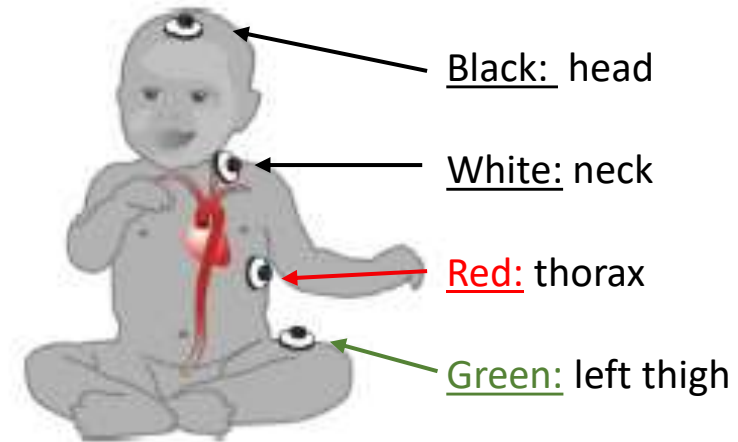 Black: head
White: neck
Red: thorax
Green: left thigh